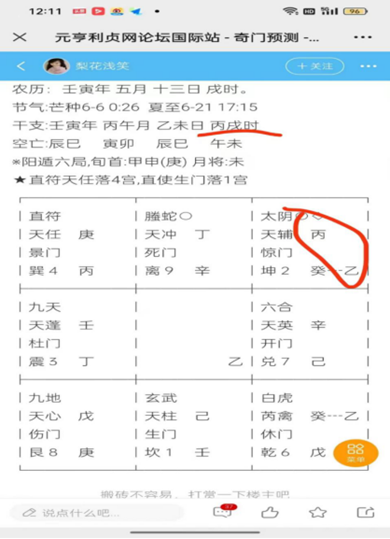 12:11 HD 5G 96
元亨利贞网论坛国际站 - 奇门预测 -... ...
梨花浅笑 +关注
农历：壬寅年 五月 十三日 戌时。
节气：芒种6-6 0:26 夏至6-21 17:15
干支：壬寅年 丙午月 乙未日 丙戌时
空亡：辰巳 寅卯 辰巳 午未
*阳遁六局,旬首：甲申(庚) 月将：未
★直符天任落4宫,直使生门落1宫
直符 螣蛇○ 太阴○
天任 庚 天冲 丁 天辅 丙
景门 死门 惊门
巽4 丙 离9 辛 坤2 癸---乙
九天 六合
天蓬 壬 天英 辛
杜门 开门
震3 丁 乙 兑7 己
九地 玄武 白虎
天心 戊 天柱 己 芮禽 癸---乙
伤门 生门 休门
艮8 庚 坎1 壬 乾6 戊
菜单
搬砖不容易，打赏一下楼主吧
说点什么吧... 37